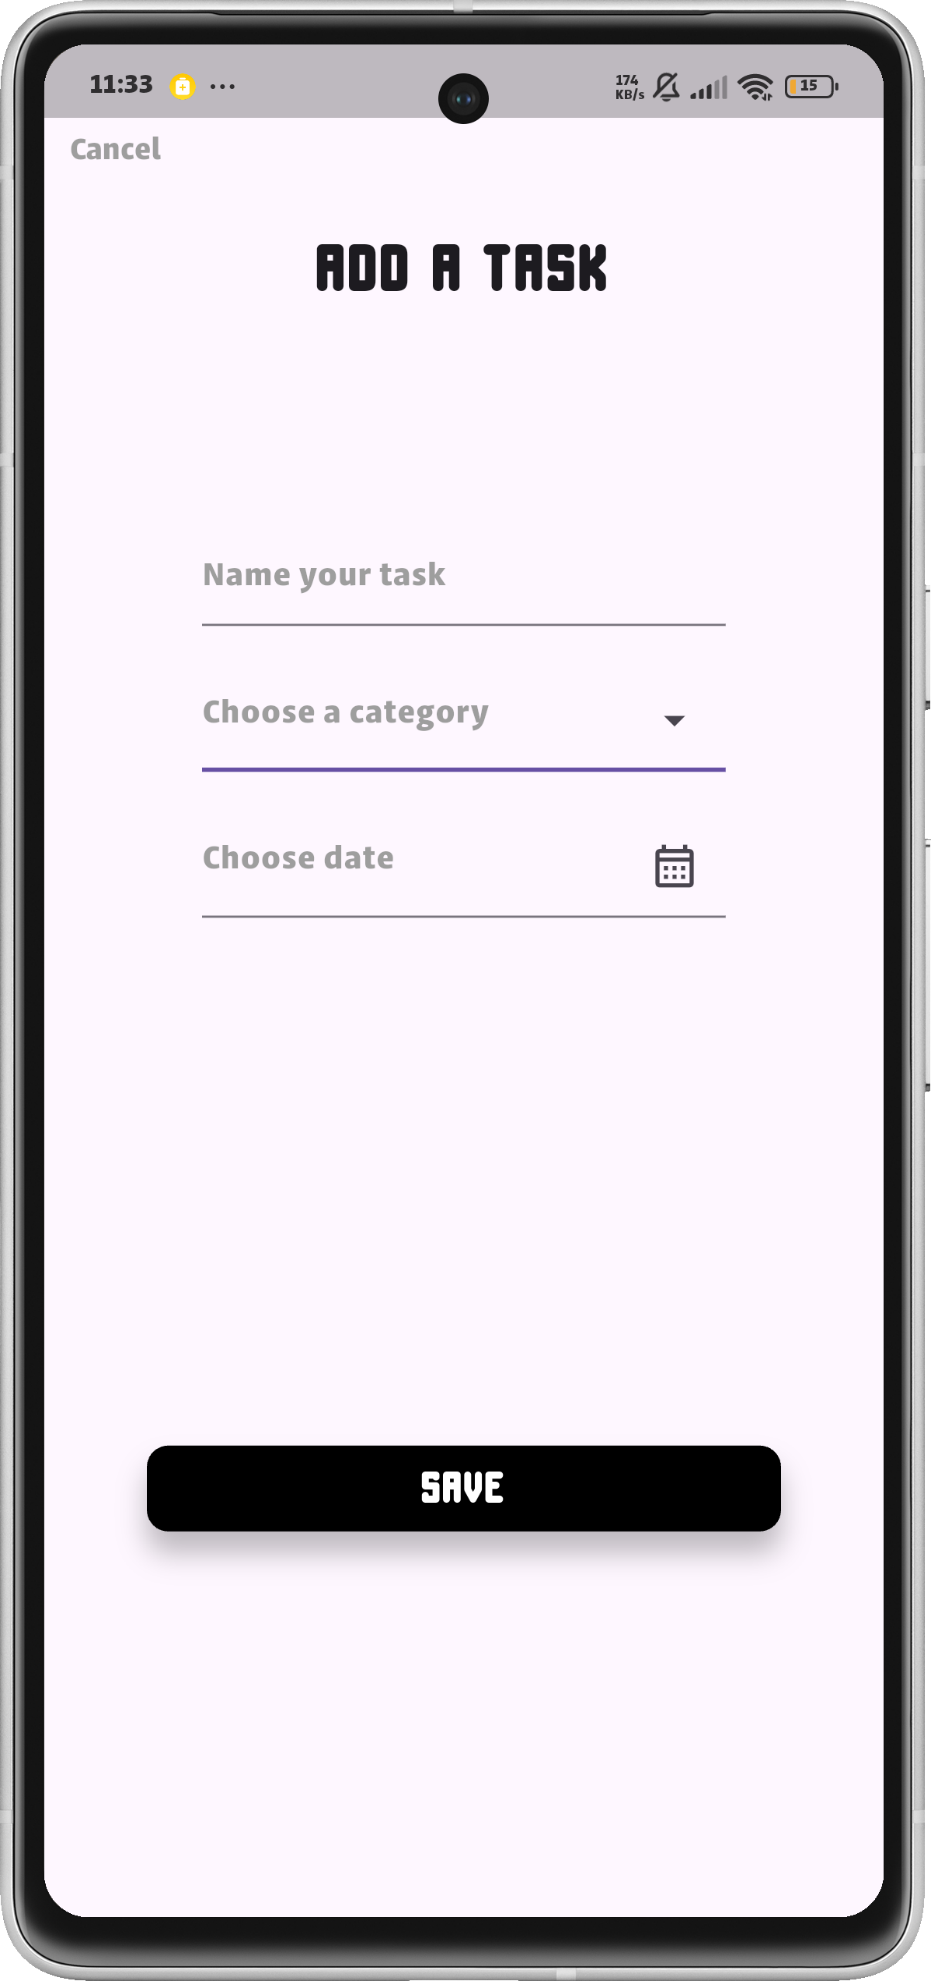 11:33 ... 174 KB/s 15
Cancel
ADD A TASK
Name your task
Choose a category
Choose date
SAVE